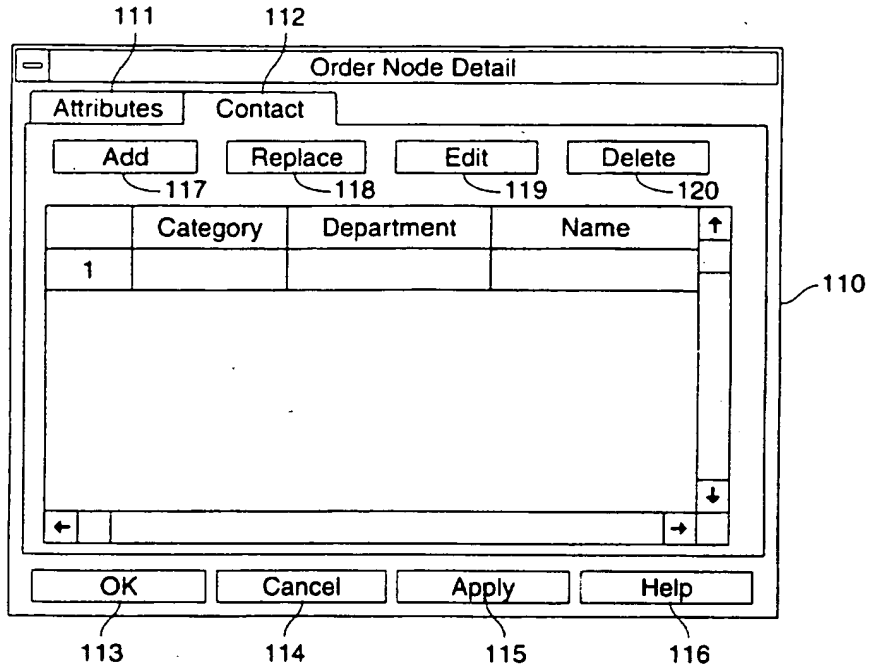 111 112
Order Node Detail
Attributes Contact
Add Replace Edit Delete
117 118 119 120
Category Department Name
1
110
OK Cancel Apply Help
113 114 115 116